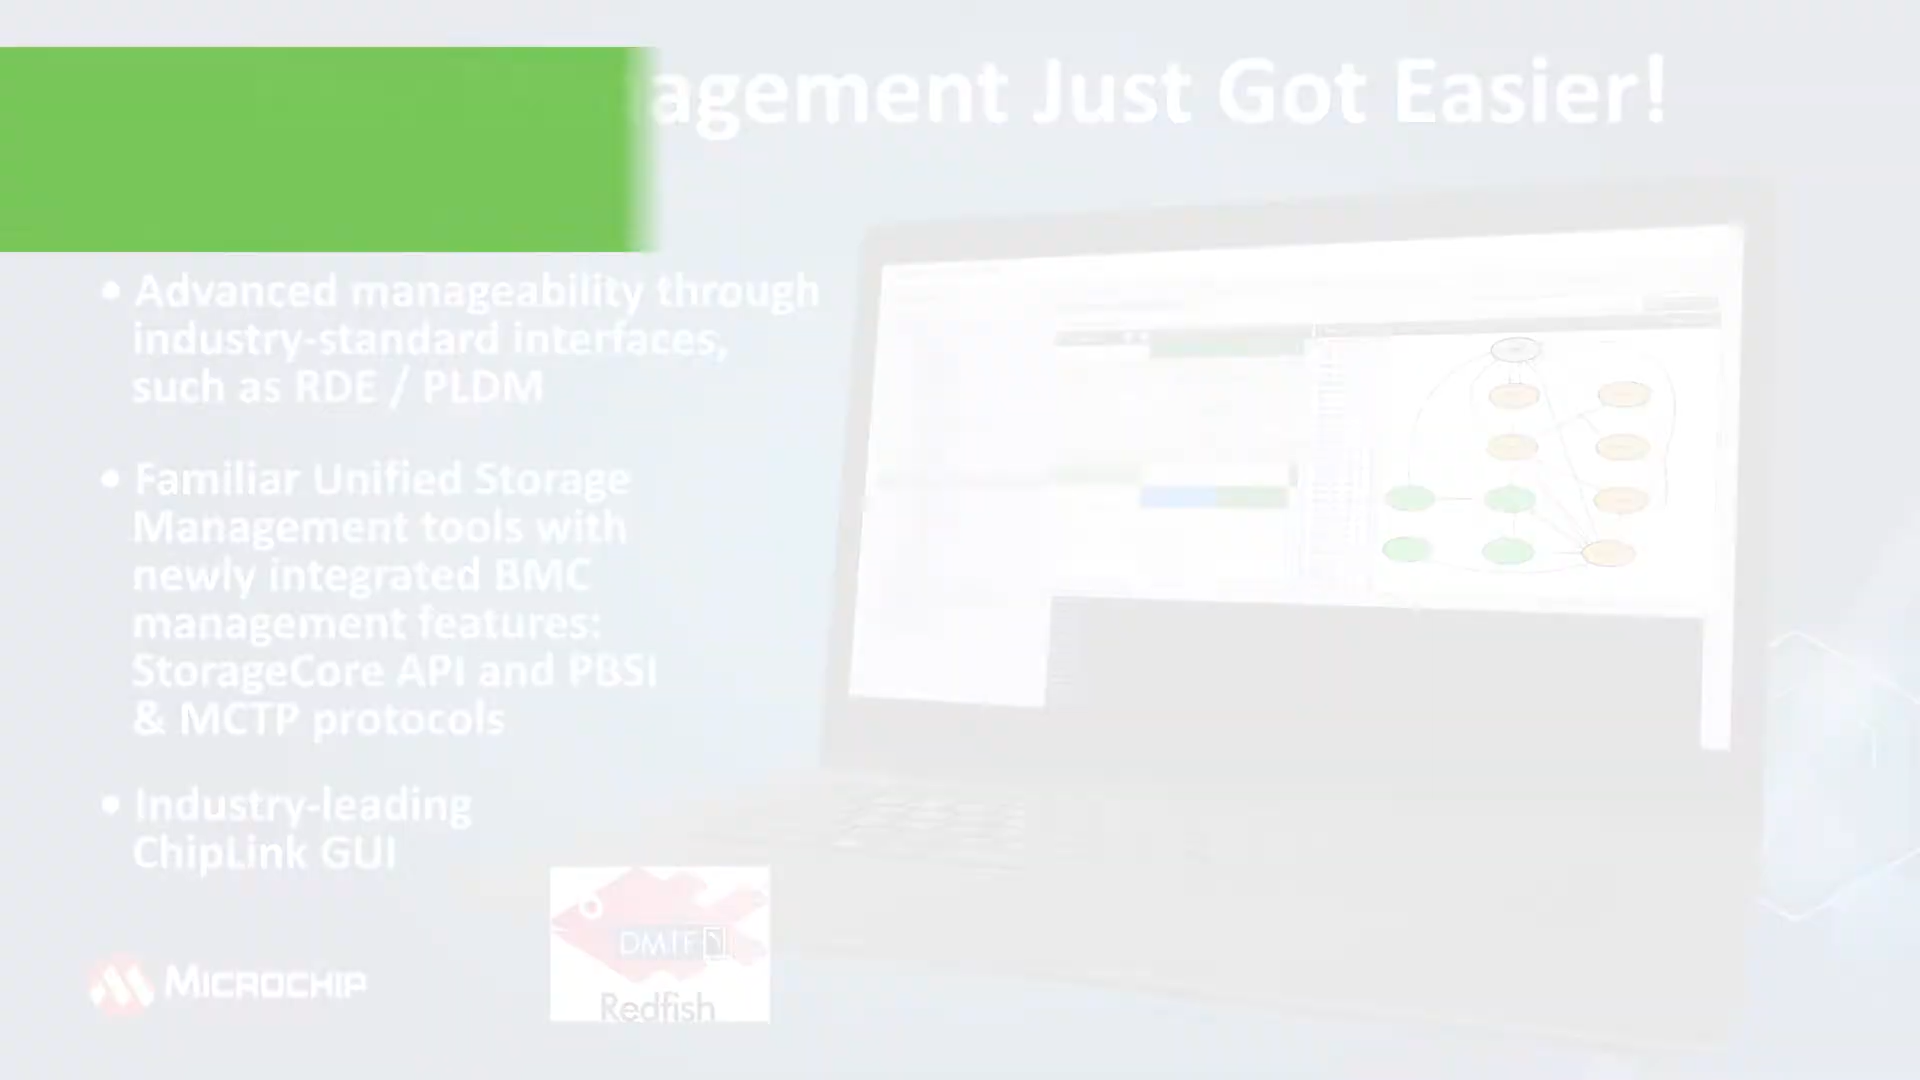 agement Just Got Easier!
• Advanced manageability through
industry-standard interfaces,
such as RDE / PLDM
• Familiar Unified Storage
Management tools with
newly integrated BMC
management features:
StorageCore API and PBSI
& MCTP protocols
• Industry-leading
ChipLink GUI
DMTF
Redfish
MICROCHIP